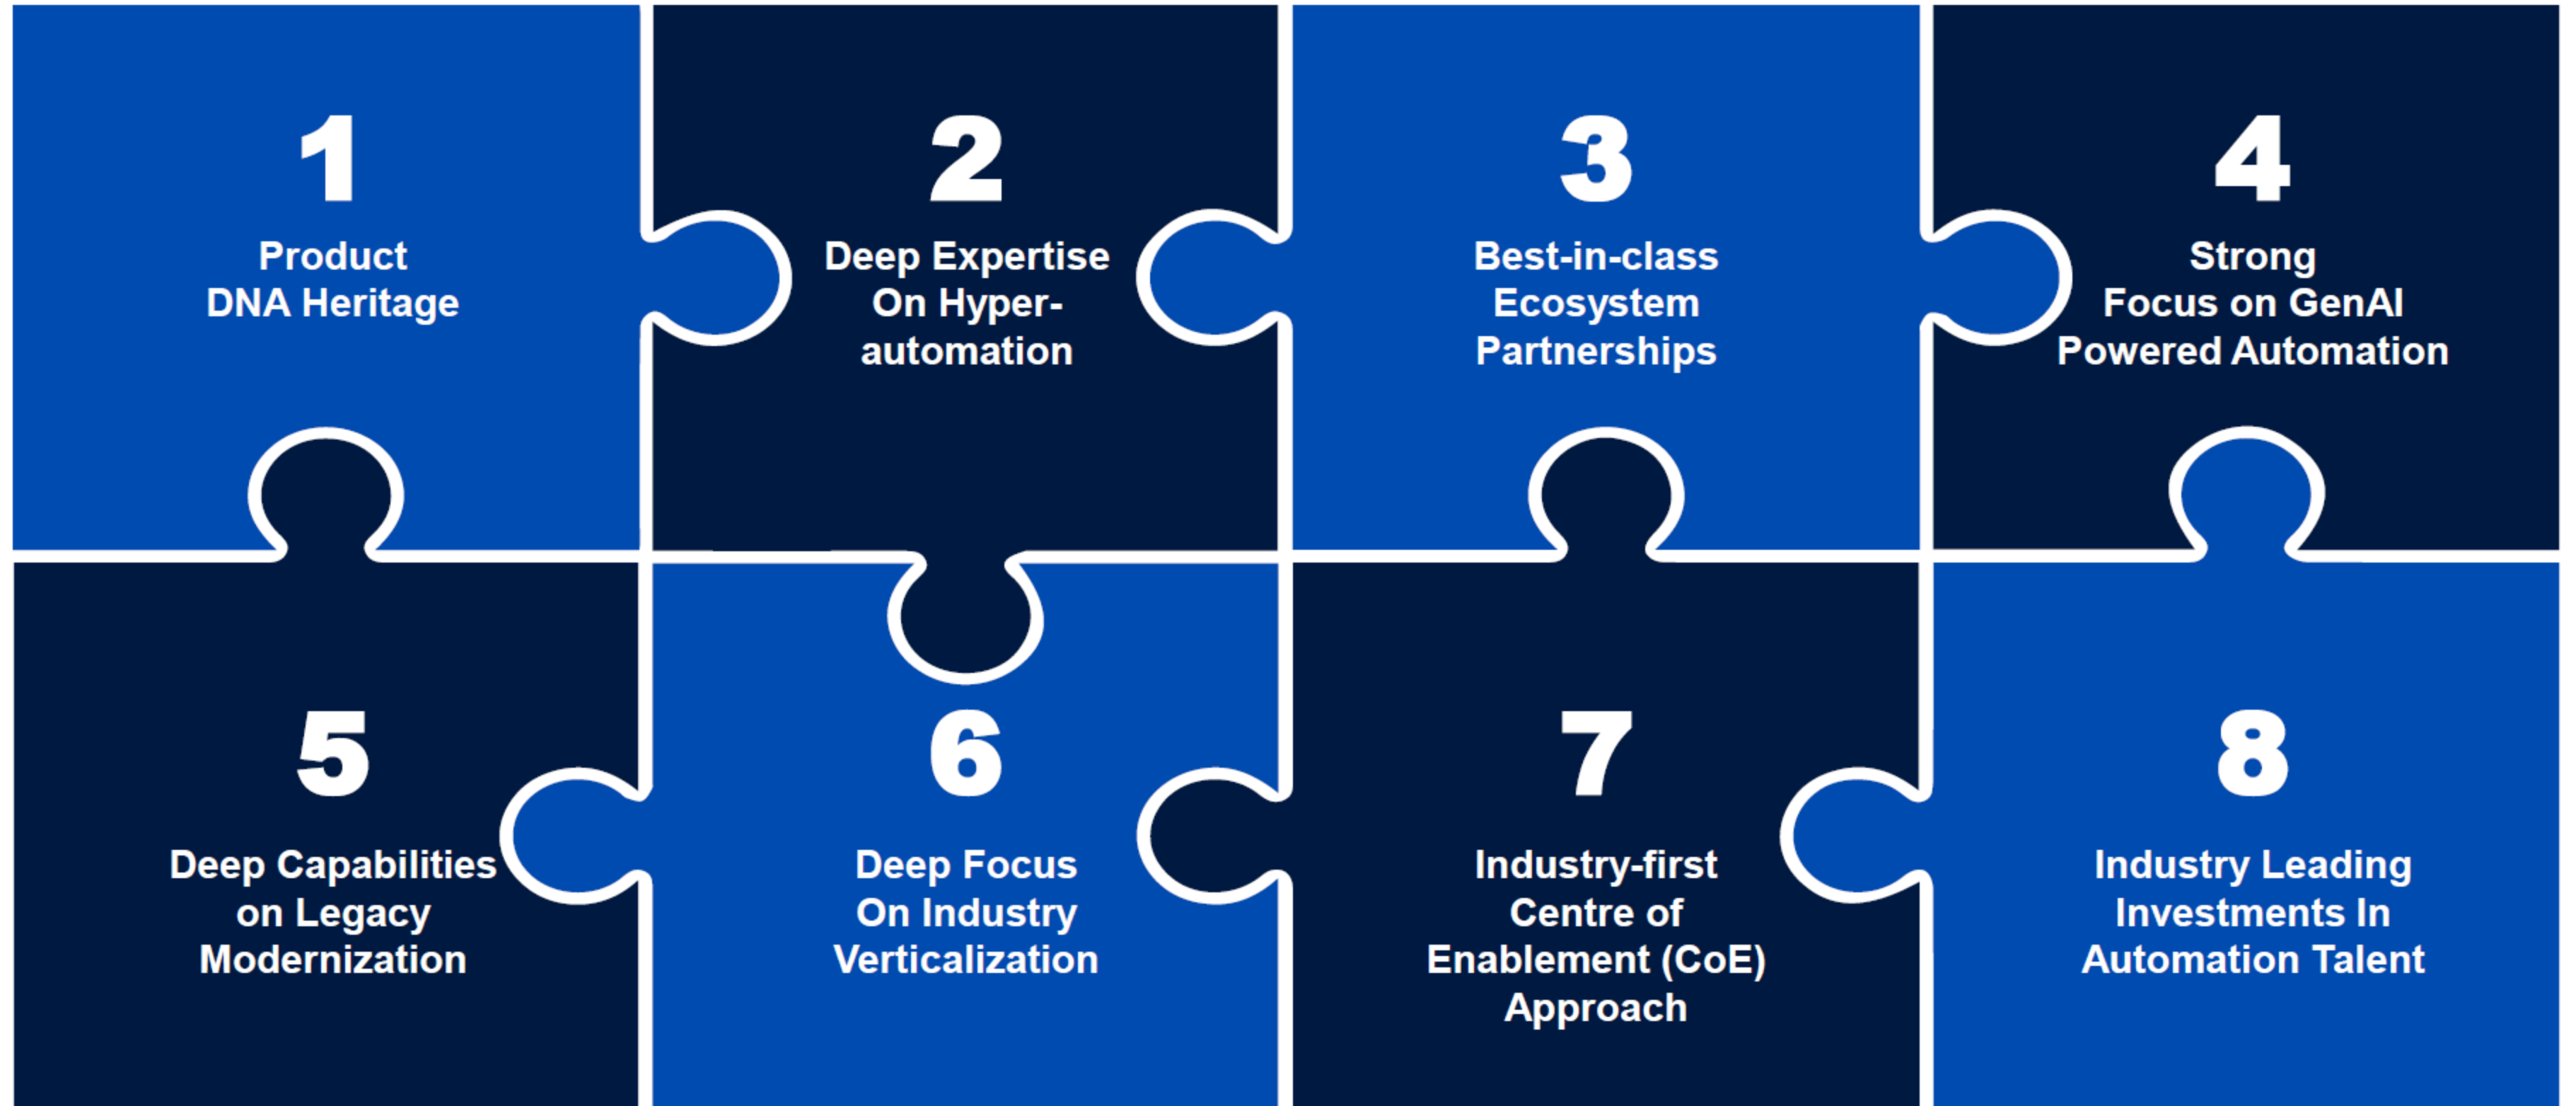 1
Product
DNA Heritage
2
Deep Expertise
On Hyper-
automation
3
Best-in-class
Ecosystem
Partnerships
4
Strong
Focus on GenAI
Powered Automation
5
Deep Capabilities
on Legacy
Modernization
6
Deep Focus
On Industry
Verticalization
7
Industry-first
Centre of
Enablement (CoE)
Approach
8
Industry Leading
Investments In
Automation Talent